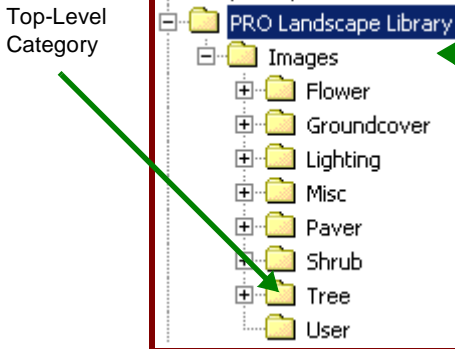 Top-Level
Category
PRO Landscape Library
Images
Flower
Groundcover
Lighting
Misc
Paver
Shrub
Tree
User